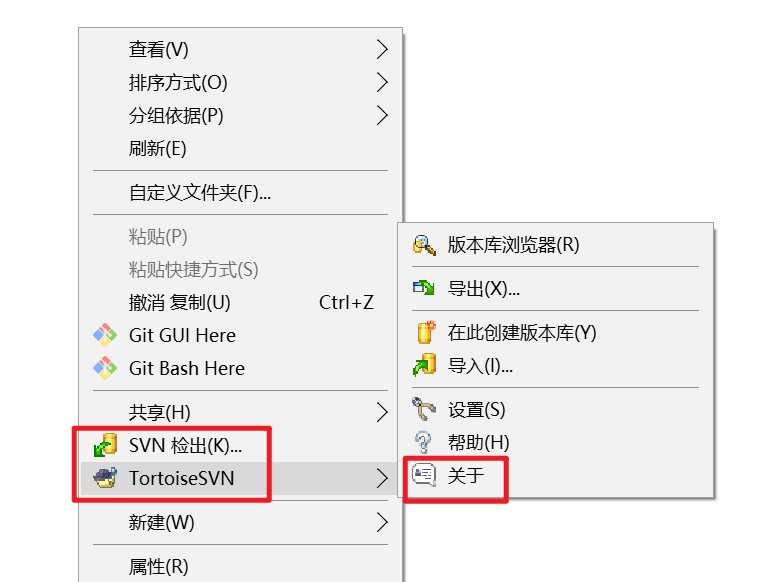 查看(V)
排序方式(O)
分组依据(P)
刷新(E)
自定义文件夹(F)...
粘贴(P)
粘贴快捷方式(S)
撤消 复制(U) Ctrl+Z
Git GUI Here
Git Bash Here
共享(H)
SVN 检出(K)...
TortoiseSVN
新建(W)
属性(R)
版本库浏览器(R)
导出(X)...
在此创建版本库(Y)
导入(I)...
设置(S)
帮助(H)
关于